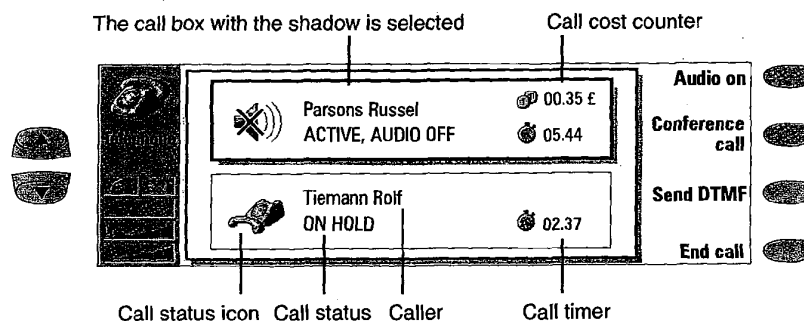 The call box with the shadow is selected
Call cost counter
Parsons Russel
ACTIVE, AUDIO OFF
00.35 £
05.44
Tiemann Rolf
ON HOLD
02.37
Audio on
Conference
call
Send DTMF
End call
Call status icon
Call status
Caller
Call timer